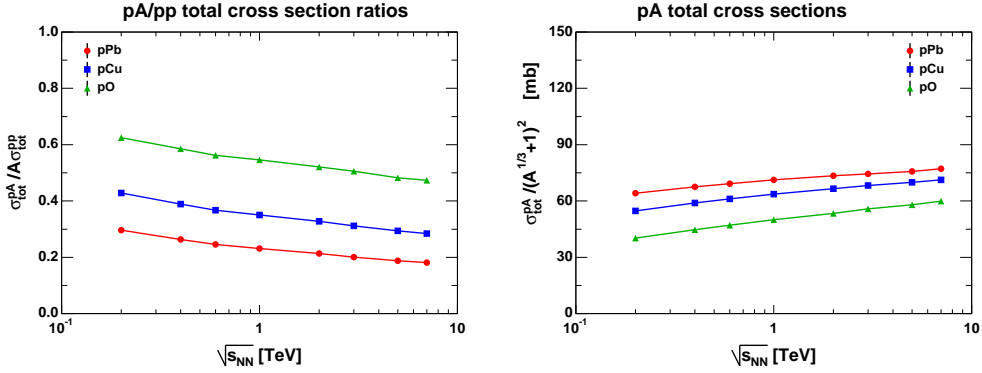 pA/pp total cross section ratios
1.0
0.8
0.6
0.4
0.2
0.0
σ_tot^pA /Aσ_tot^pp
pPb
pCu
pO
10^-1
1
10
√s_NN [TeV]
pA total cross sections
150
120
90
60
30
0
σ_tot^pA /(A^1/3+1)^2 [mb]
pPb
pCu
pO
10^-1
1
10
√s_NN [TeV]